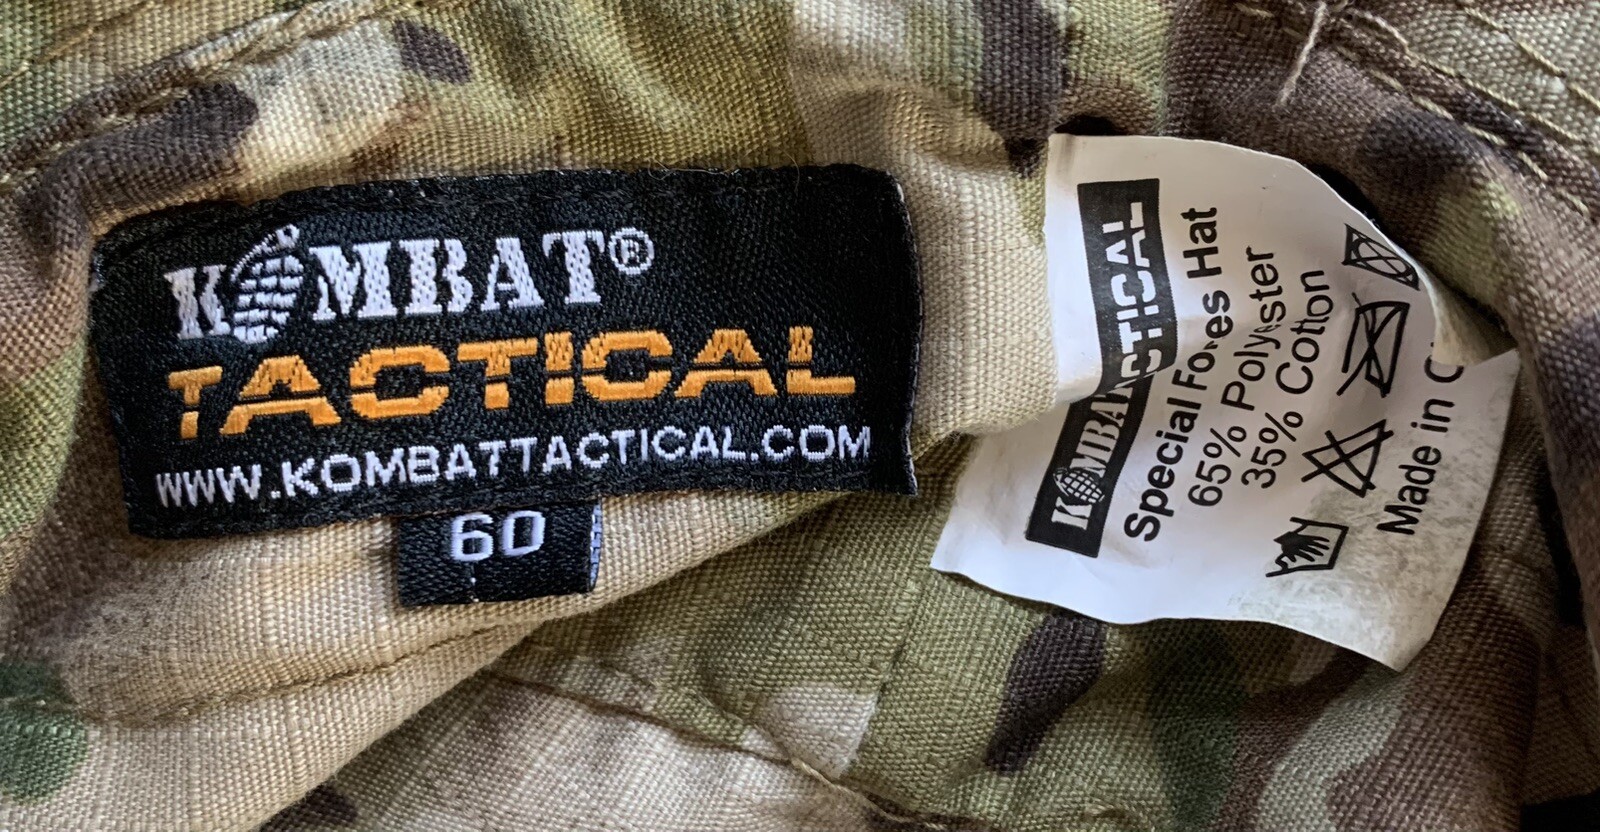 KOMBAT®
TACTICAL
WWW.KOMBATTACTICAL.COM
60
KOMBAT TACTICAL
Special Forces Hat
65% Polyester
35% Cotton
Made in